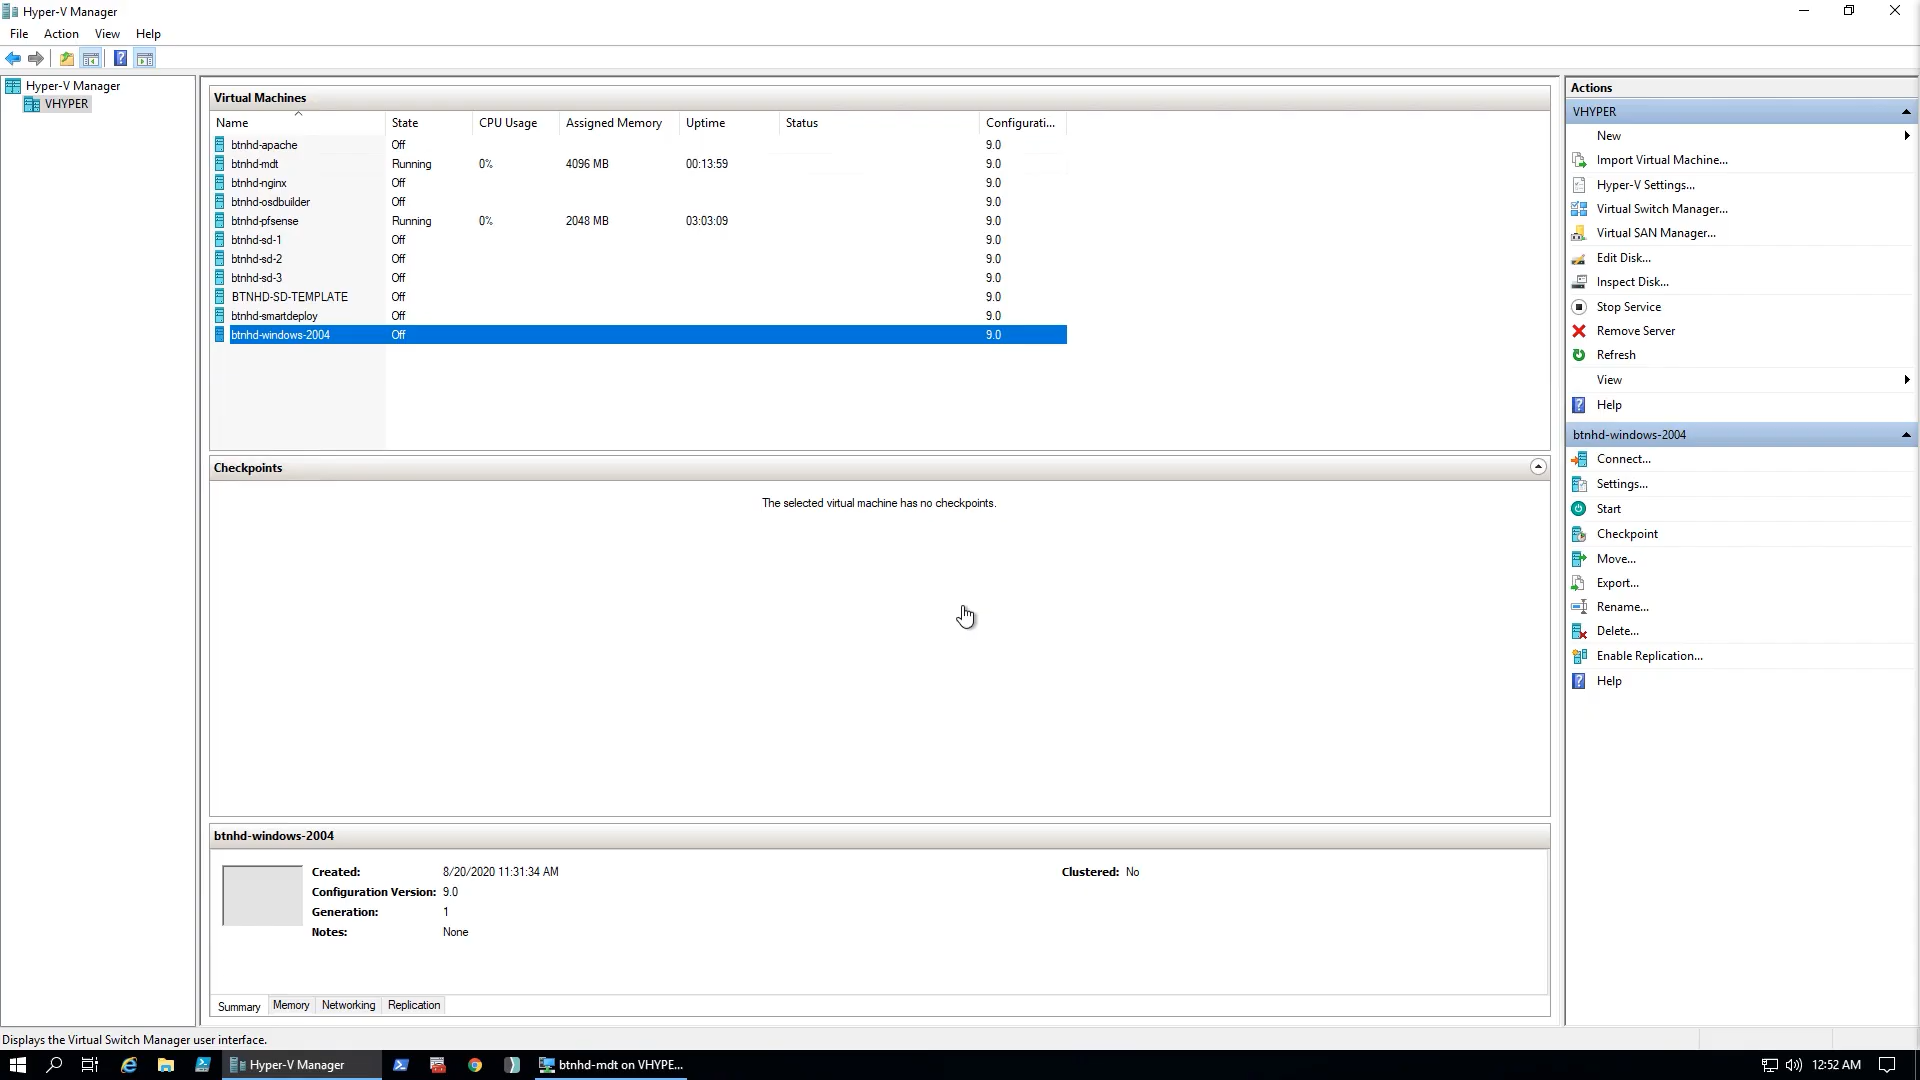 Hyper-V Manager
File Action View Help
Hyper-V Manager
VHYPER
Virtual Machines
Name State CPU Usage Assigned Memory Uptime Status Configurati...
btnhd-apache Off 9.0
btnhd-mdt Running 0% 4096 MB 00:13:59 9.0
btnhd-nginx Off 9.0
btnhd-osdbuilder Off 9.0
btnhd-pfsense Running 0% 2048 MB 03:03:09 9.0
btnhd-sd-1 Off 9.0
btnhd-sd-2 Off 9.0
btnhd-sd-3 Off 9.0
BTNHD-SD-TEMPLATE Off 9.0
btnhd-smartdeploy Off 9.0
btnhd-windows-2004 Off 9.0
Checkpoints
The selected virtual machine has no checkpoints.
btnhd-windows-2004
Created: 8/20/2020 11:31:34 AM Clustered: No
Configuration Version: 9.0
Generation: 1
Notes: None
Summary Memory Networking Replication
Actions
VHYPER
New
Import Virtual Machine...
Hyper-V Settings...
Virtual Switch Manager...
Virtual SAN Manager...
Edit Disk...
Inspect Disk...
Stop Service
Remove Server
Refresh
View
Help
btnhd-windows-2004
Connect...
Settings...
Start
Checkpoint
Move...
Export...
Rename...
Delete...
Enable Replication...
Help
Displays the Virtual Switch Manager user interface.
Hyper-V Manager btnhd-mdt on VHYPE... 12:52 AM